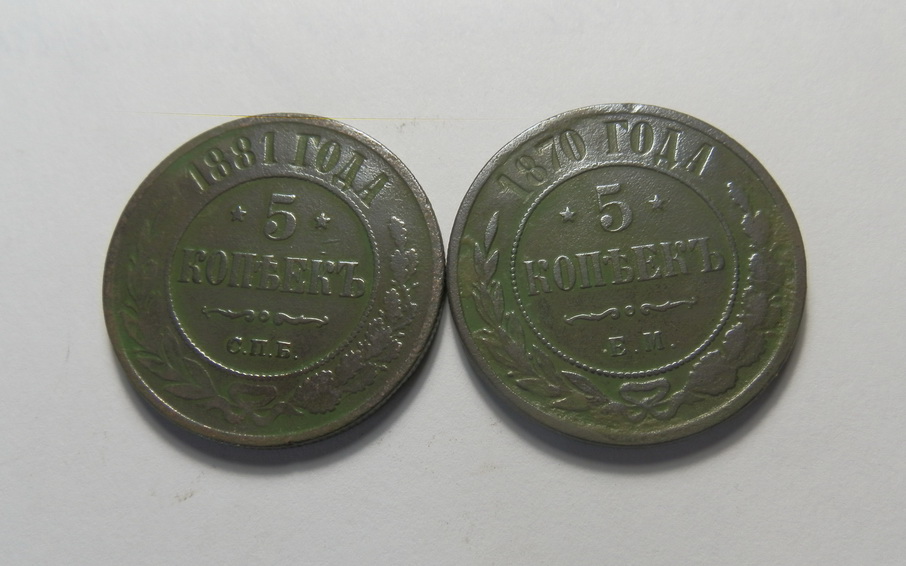 1881 ГОДА
5
КОПѢЕКЪ
С.П.Б.
1870 ГОДА
5
КОПѢЕКЪ
.Е.М.